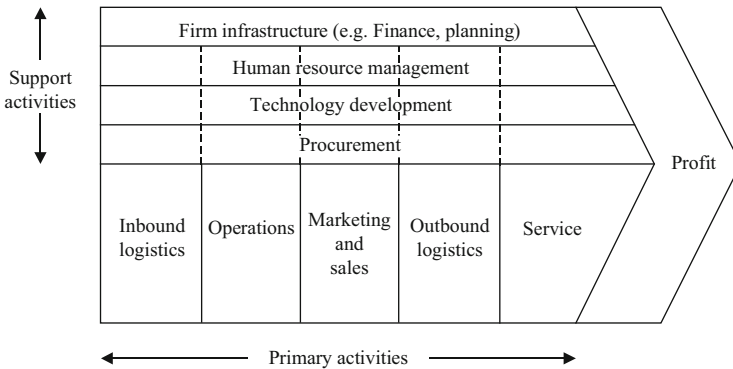 Firm infrastructure (e.g. Finance, planning)
Human resource management
Support
activities
Technology development
Procurement
Profit
Inbound
logistics
Operations
Marketing
and
sales
Outbound
logistics
Service
Primary activities